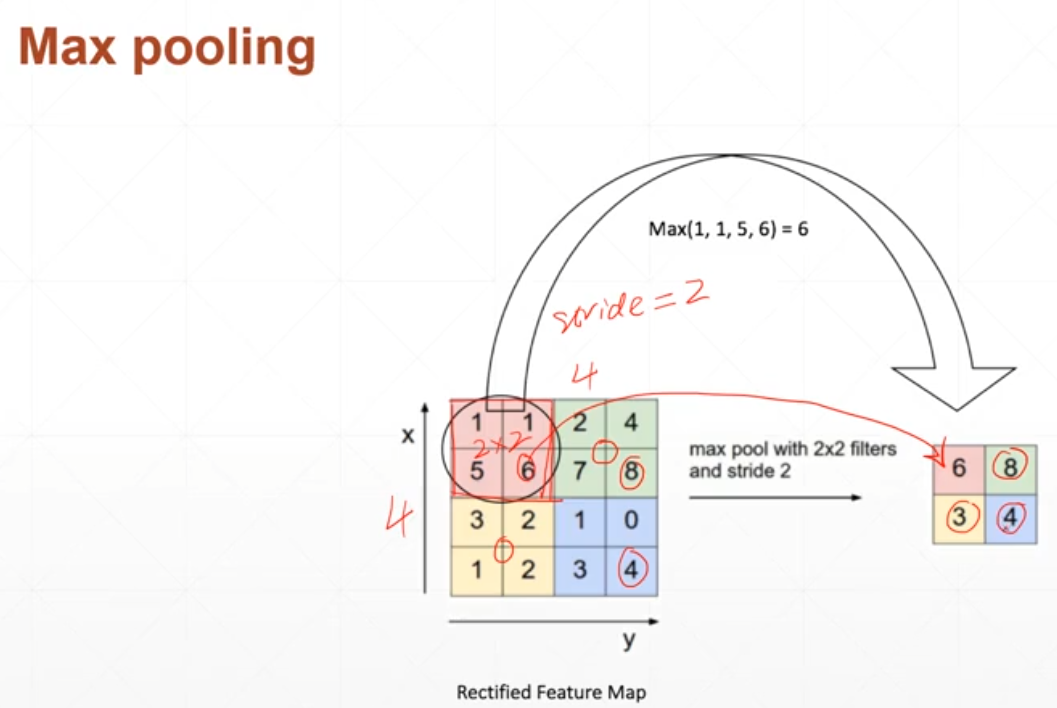 Max pooling
Max(1, 1, 5, 6) = 6
stride = 2
4
x
1 1 2 4
2x2
5 6 7 8
4
3 2 1 0
1 2 3 4
y
max pool with 2x2 filters
and stride 2
6 8
3 4
Rectified Feature Map